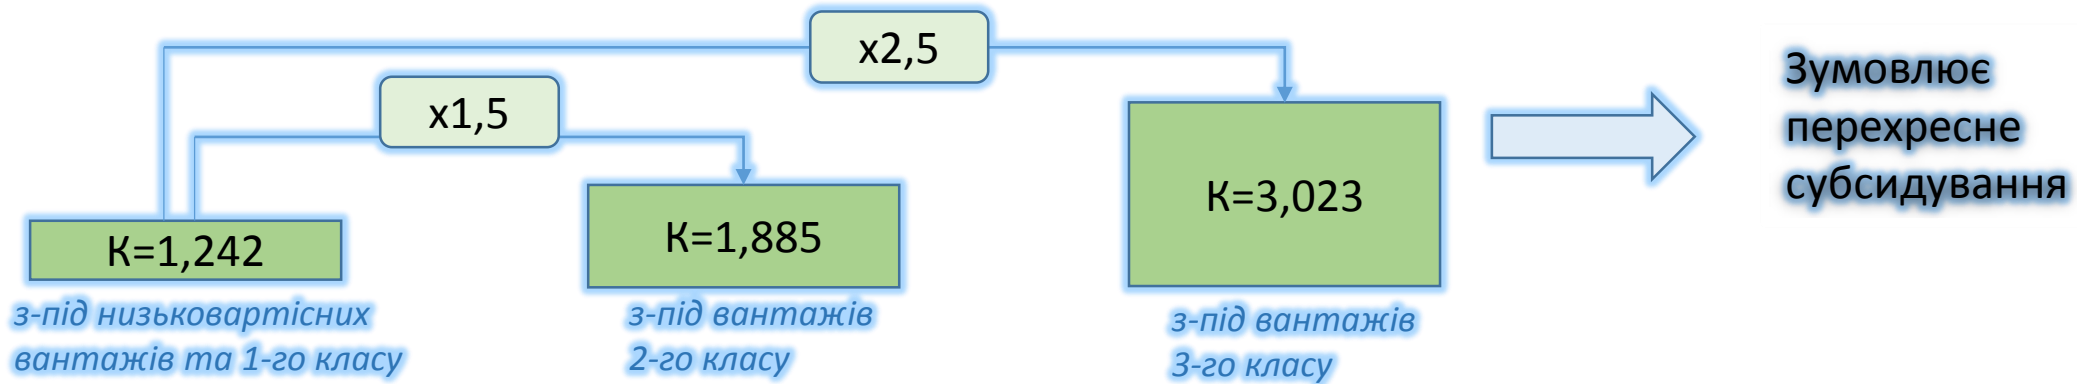 x2,5
x1,5
К=1,242
з-під низьковартісних
вантажів та 1-го класу
К=1,885
з-під вантажів
2-го класу
К=3,023
з-під вантажів
3-го класу
Зумовлює
перехресне
субсидування